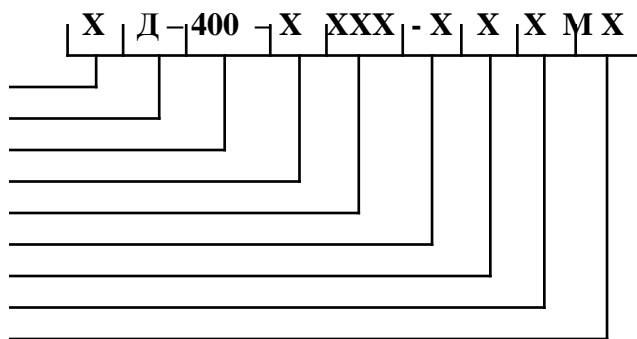 Х Д – 400 – Х ХХХ - Х Х Х М Х